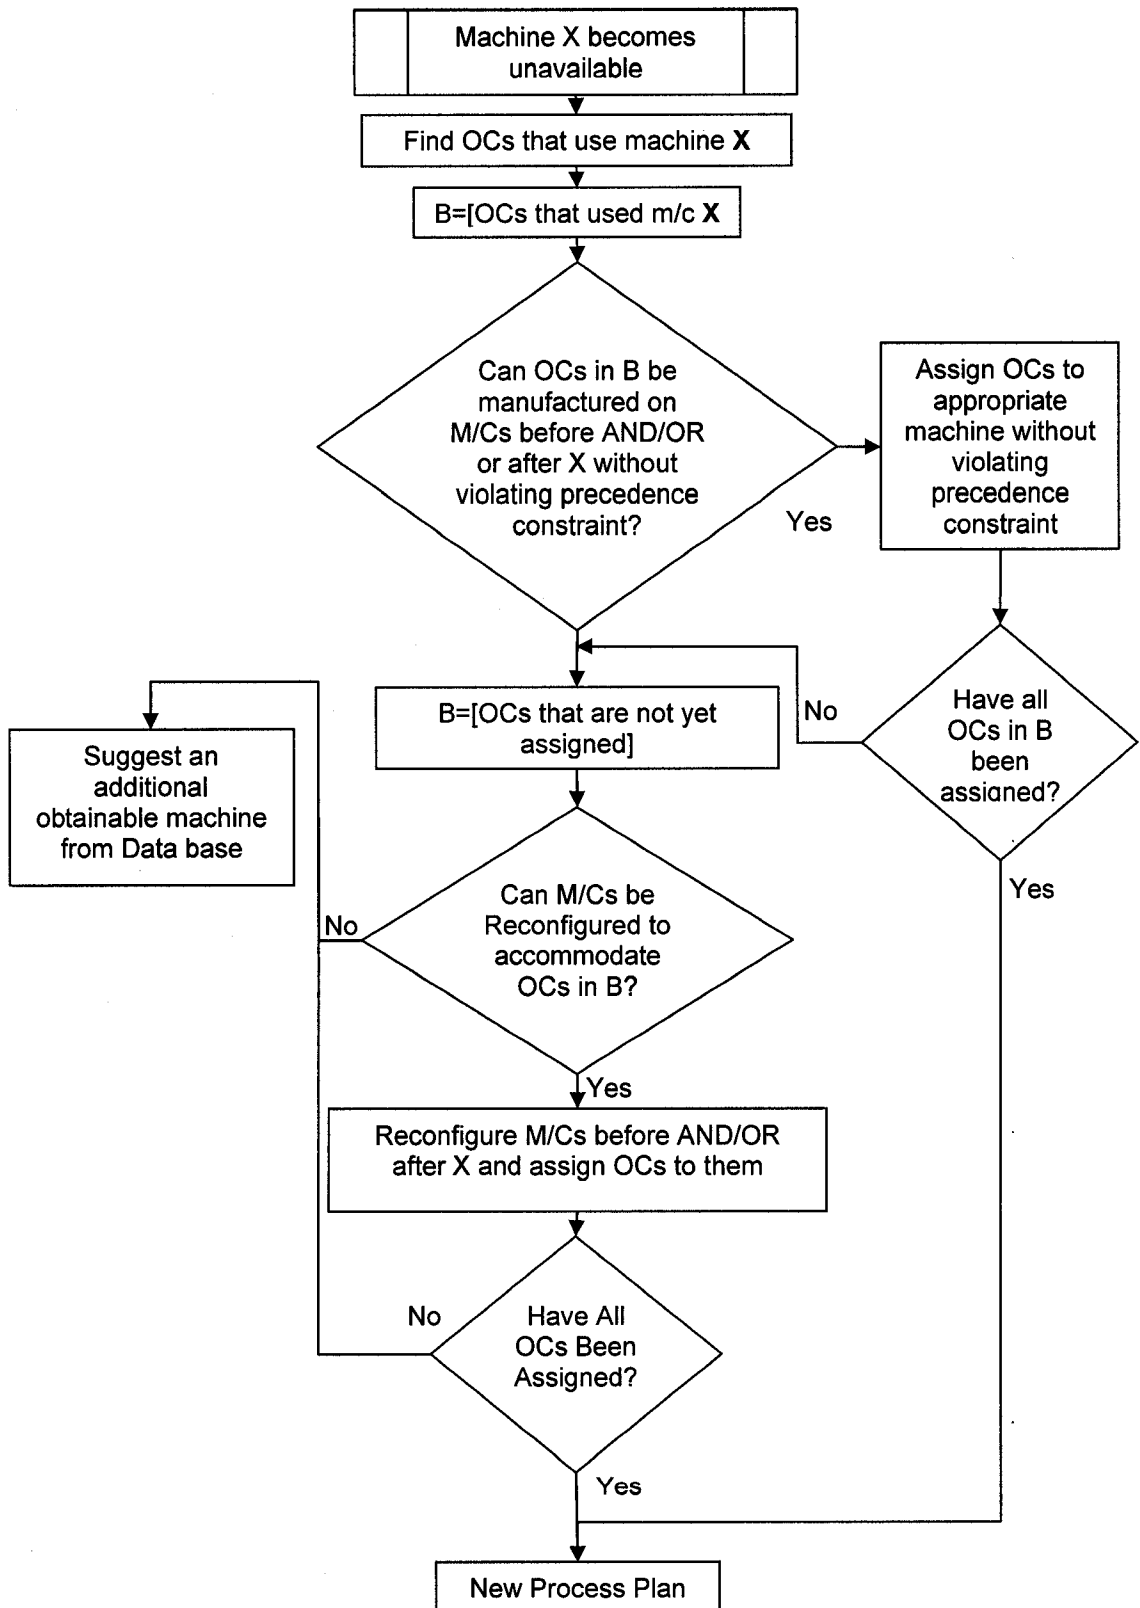 Machine X becomes
unavailable
Find OCs that use machine X
B=[OCs that used m/c X
Can OCs in B be
manufactured on
M/Cs before AND/OR
or after X without
violating precedence
constraint?
Yes
Assign OCs to
appropriate
machine without
violating
precedence
constraint
Have all
OCs in B
been
assigned?
No
Yes
B=[OCs that are not yet
assigned]
Suggest an
additional
obtainable machine
from Data base
Can M/Cs be
Reconfigured to
accommodate
OCs in B?
No
Yes
Reconfigure M/Cs before AND/OR
after X and assign OCs to them
Have All
OCs Been
Assigned?
No
Yes
New Process Plan